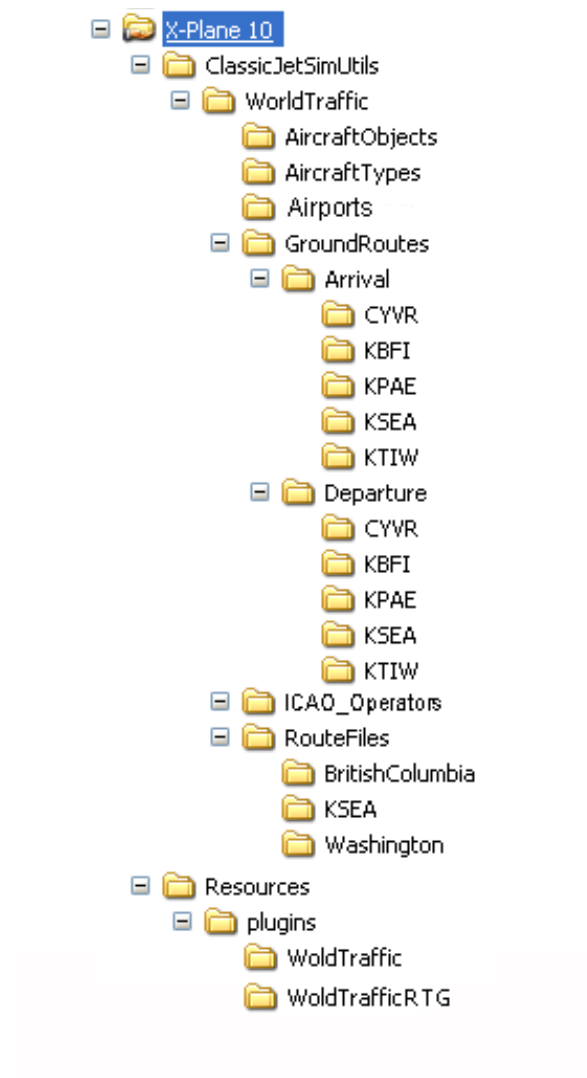 X-Plane 10
ClassicJetSimUtils
WorldTraffic
AircraftObjects
AircraftTypes
Airports
GroundRoutes
Arrival
CYVR
KBFI
KPAE
KSEA
KTIW
Departure
CYVR
KBFI
KPAE
KSEA
KTIW
ICAO_Operators
RouteFiles
BritishColumbia
KSEA
Washington
Resources
plugins
WoldTraffic
WoldTrafficRTG